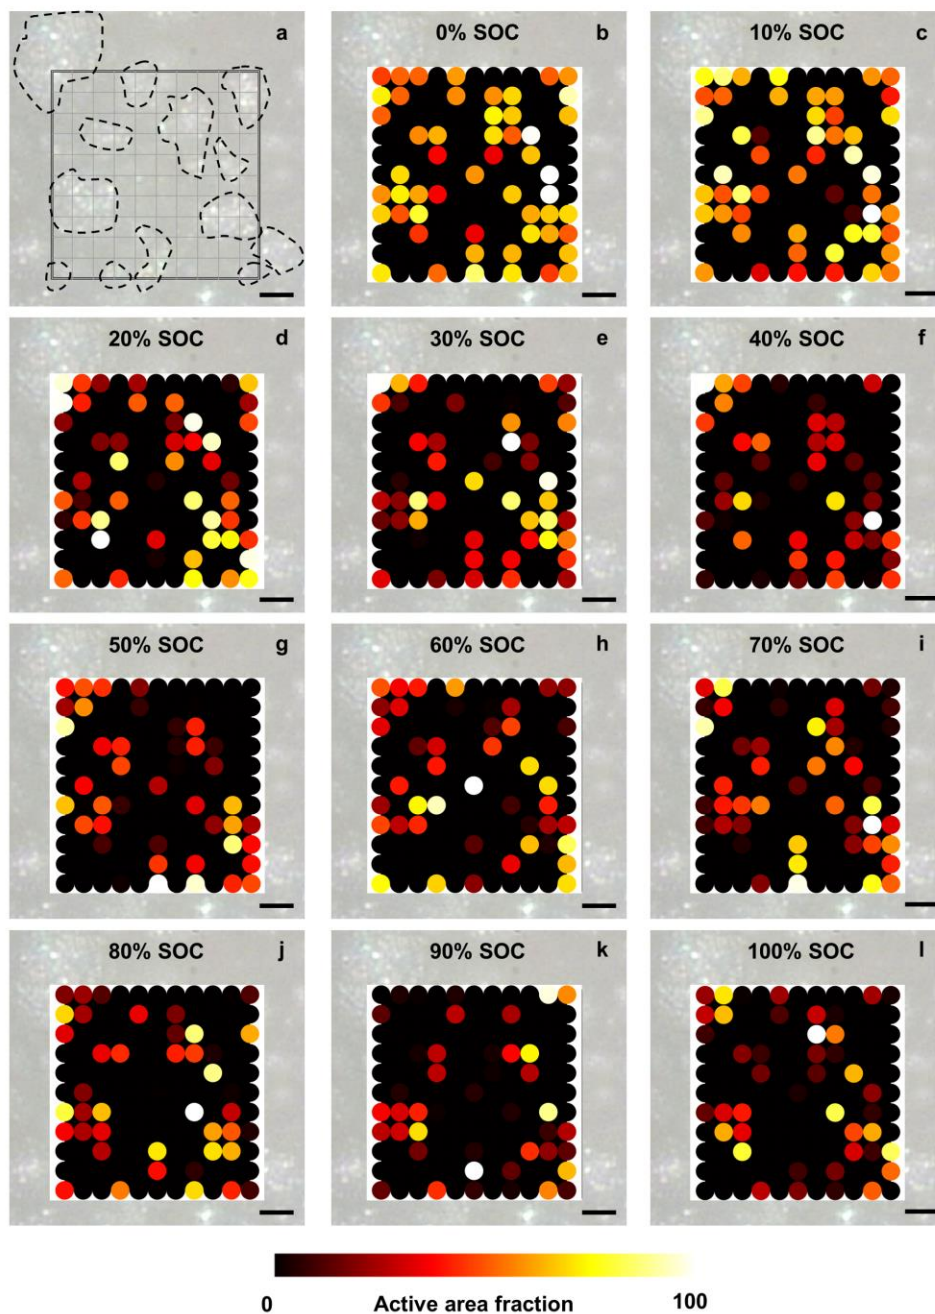 a
0% SOC b
10% SOC c
20% SOC d
30% SOC e
40% SOC f
50% SOC g
60% SOC h
70% SOC i
80% SOC j
90% SOC k
100% SOC l
0 Active area fraction 100